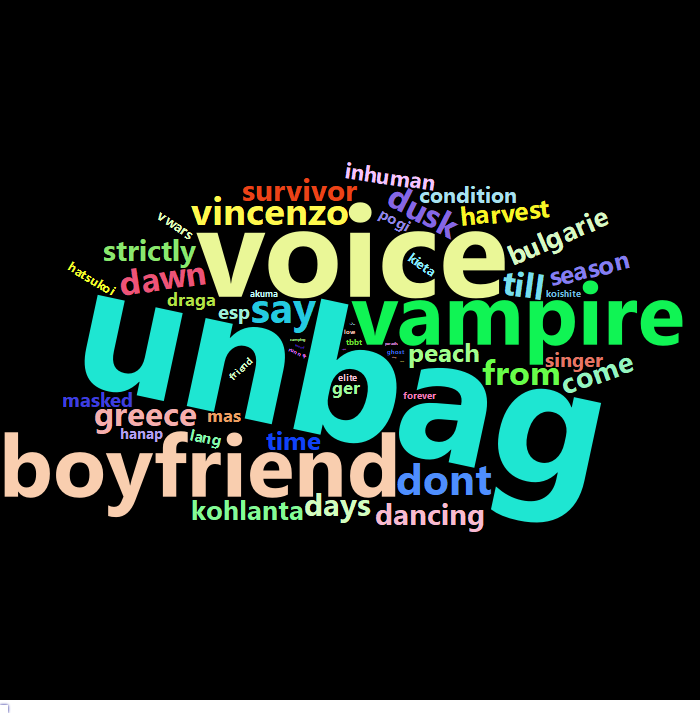 inhuman
survivor
dusk
condition
vincenzo
pogi
harvest
vwars
voice
bulgarie
strictly
kieta
hatsukoi
dawn
till
season
draga
akuma
koishite
esp
say
vampire
unbag
low
tbbt
ghost
peach
friend
from
singer
come
elite
ger
forever
masked
greece
mas
hanap
lang
time
boyfriend
dont
kohlanta
days
dancing